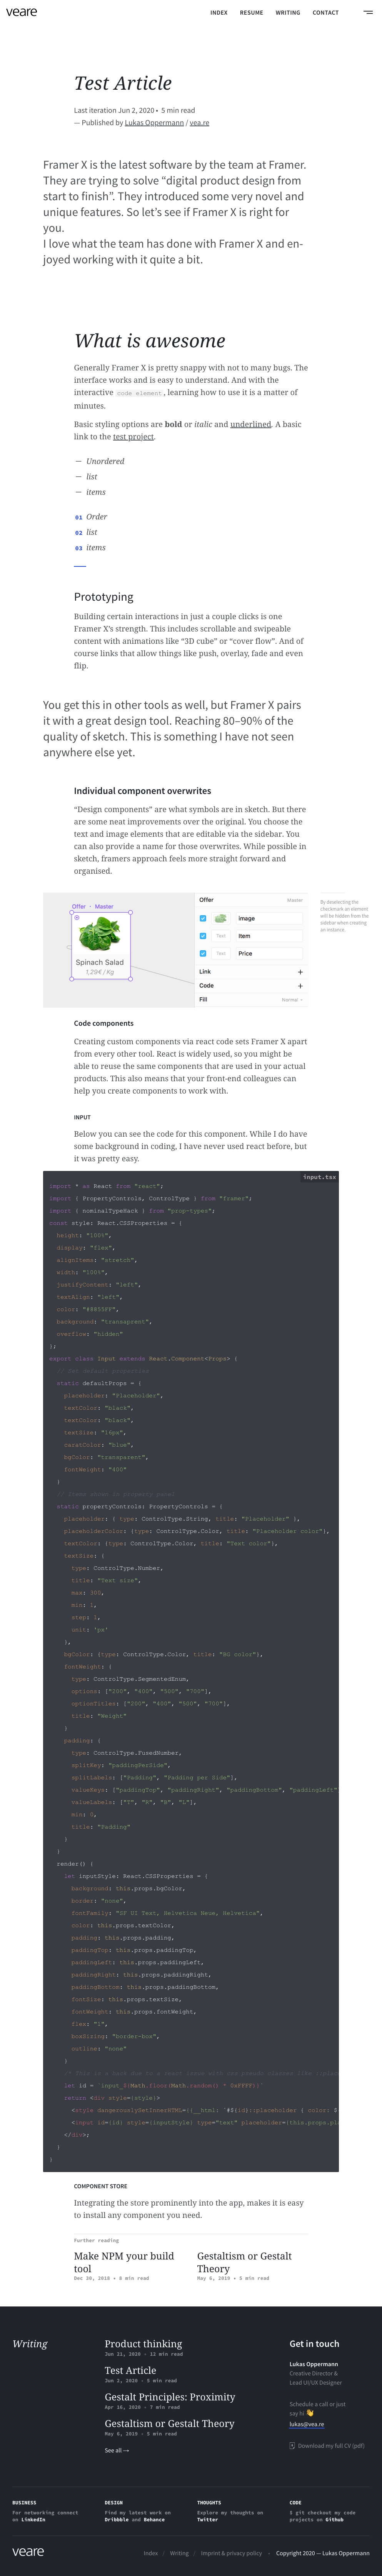 veare
INDEX RESUME WRITING CONTACT
Test Article
Last iteration Jun 2, 2020 • 5 min read
— Published by Lukas Oppermann / vea.re
Framer X is the latest software by the team at Framer.
They are trying to solve “digital product design from
start to finish”. They introduced some very novel and
unique features. So let’s see if Framer X is right for
you.
I love what the team has done with Framer X and en-
joyed working with it quite a bit.
What is awesome
Generally Framer X is pretty snappy with not to many bugs. The
interface works and is easy to understand. And with the
interactive code element, learning how to use it is a matter of
minutes.
Basic styling options are bold or italic and underlined. A basic
link to the test project.
— Unordered
— list
— items
01 Order
02 list
03 items
Prototyping
Building certain interactions in just a couple clicks is one
Framer X’s strength. This includes scrollable and swipeable
content with animations like “3D cube” or “cover flow”. And of
course links that allow things like push, overlay, fade and even
flip.
You get this in other tools as well, but Framer X pairs
it with a great design tool. Reaching 80–90% of the
quality of sketch. This is something I have not seen
anywhere else yet.
Individual component overwrites
“Design components” are what symbols are in sketch. But there
are some neat improvements over the original. You choose the
text and image elements that are editable via the sidebar. You
can also provide a name for those overwrites. While possible in
sketch, framers approach feels more straight forward and
organised.
Offer · Master
Spinach Salad
1,29€ / Kg
Offer Master
image
Text Item
Text Price
Link +
Code +
Fill Normal
By deselecting the
checkmark an element
will be hidden from the
sidebar when creating
an instance.
Code components
Creating custom components via react code sets Framer X apart
from every other tool. React is widely used, so you might be
able to reuse the same components that are used in your actual
products. This also means that your front-end colleagues can
help you create components to work with.
INPUT
Below you can see the code for this component. While I do have
some background in coding, I have never used react before, but
it was pretty easy.
input.tsx
import * as React from "react";
import { PropertyControls, ControlType } from "framer";
import { nominalTypeHack } from "prop-types";
const style: React.CSSProperties = {
height: "100%",
display: "flex",
alignItems: "stretch",
width: "100%",
justifyContent: "left",
textAlign: "left",
color: "#8855FF",
background: "transaprent",
overflow: "hidden"
};
export class Input extends React.Component<Props> {
// Set default properties
static defaultProps = {
placeholder: "Placeholder",
textColor: "black",
textColor: "black",
textSize: "16px",
caratColor: "blue",
bgColor: "transparent",
fontWeight: "400"
}
// Items shown in property panel
static propertyControls: PropertyControls = {
placeholder: { type: ControlType.String, title: "Placeholder" },
placeholderColor: {type: ControlType.Color, title: "Placeholder color"},
textColor: {type: ControlType.Color, title: "Text color"},
textSize: {
type: ControlType.Number,
title: "Text size",
max: 300,
min: 1,
step: 1,
unit: 'px'
},
bgColor: {type: ControlType.Color, title: "BG color"},
fontWeight: {
type: ControlType.SegmentedEnum,
options: ["200", "400", "500", "700"],
optionTitles: ["200", "400", "500", "700"],
title: "Weight"
}
padding: {
type: ControlType.FusedNumber,
splitKey: "paddingPerSide",
splitLabels: ["Padding", "Padding per Side"],
valueKeys: ["paddingTop", "paddingRight", "paddingBottom", "paddingLeft"
valueLabels: ["T", "R", "B", "L"],
min: 0,
title: "Padding"
}
}
render() {
let inputStyle: React.CSSProperties = {
background: this.props.bgColor,
border: "none",
fontFamily: "SF UI Text, Helvetica Neue, Helvetica",
color: this.props.textColor,
padding: this.props.padding,
paddingTop: this.props.paddingTop,
paddingLeft: this.props.paddingLeft,
paddingRight: this.props.paddingRight,
paddingBottom: this.props.paddingBottom,
fontSize: this.props.textSize,
fontWeight: this.props.fontWeight,
flex: "1",
boxSizing: "border-box",
outline: "none"
}
let id = `input_${Math.floor(Math.random() * 0xFFFF)}`
return <div style={style}>
<style dangerouslySetInnerHTML={{__html: `#${id}::placeholder { color: $
<input id={id} style={inputStyle} type="text" placeholder={this.props.pla
</div>;
}
}
COMPONENT STORE
Integrating the store prominently into the app, makes it is easy
to install any component you need.
Further reading
Make NPM your build
tool
Dec 30, 2018 • 6 min read
Gestaltism or Gestalt
Theory
May 6, 2019 • 5 min read
Writing
Product thinking
Jun 21, 2020 · 12 min read
Test Article
Jun 2, 2020 · 5 min read
Gestalt Principles: Proximity
Apr 16, 2020 · 7 min read
Gestaltism or Gestalt Theory
May 6, 2019 · 5 min read
See all →
Get in touch
Lukas Oppermann
Creative Director &
Lead UI/UX Designer
Schedule a call or just
say hi 👋
lukas@vea.re
Download my full CV (pdf)
BUSINESS
For networking connect
on LinkedIn
DESIGN
Find my latest work on
Dribbble and Behance
THOUGHTS
Explore my thoughts on
Twitter
CODE
$ git checkout my code
projects on Github
veare
Index / Writing / Imprint & privacy policy · Copyright 2020 — Lukas Oppermann